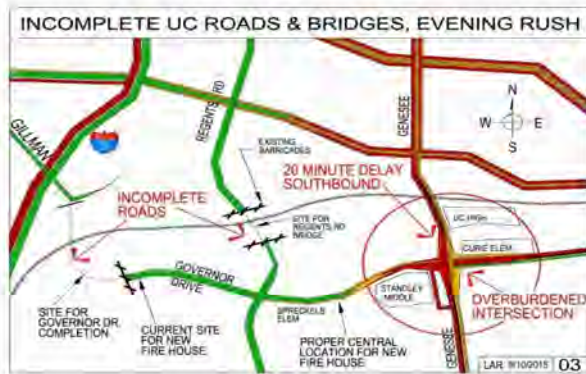 INCOMPLETE UC ROADS & BRIDGES, EVENING RUSH
GILLMAN
REGENTS RD
GENESEE
N
W E
S
EXISTING
BARRICADES
20 MINUTE DELAY
SOUTHBOUND
INCOMPLETE
ROADS
SITE FOR
REGENTS RD
BRIDGE
UC HIGH
CURIE ELEM
GOVERNOR
DRIVE
STANDLEY
MIDDLE
SITE FOR
GOVERNOR DR.
COMPLETION
CURRENT SITE
FOR NEW
FIRE HOUSE
SPRECKELS
ELEM
PROPER CENTRAL
LOCATION FOR NEW
FIRE HOUSE
OVERBURDENED
INTERSECTION
GENESEE
LAR
03